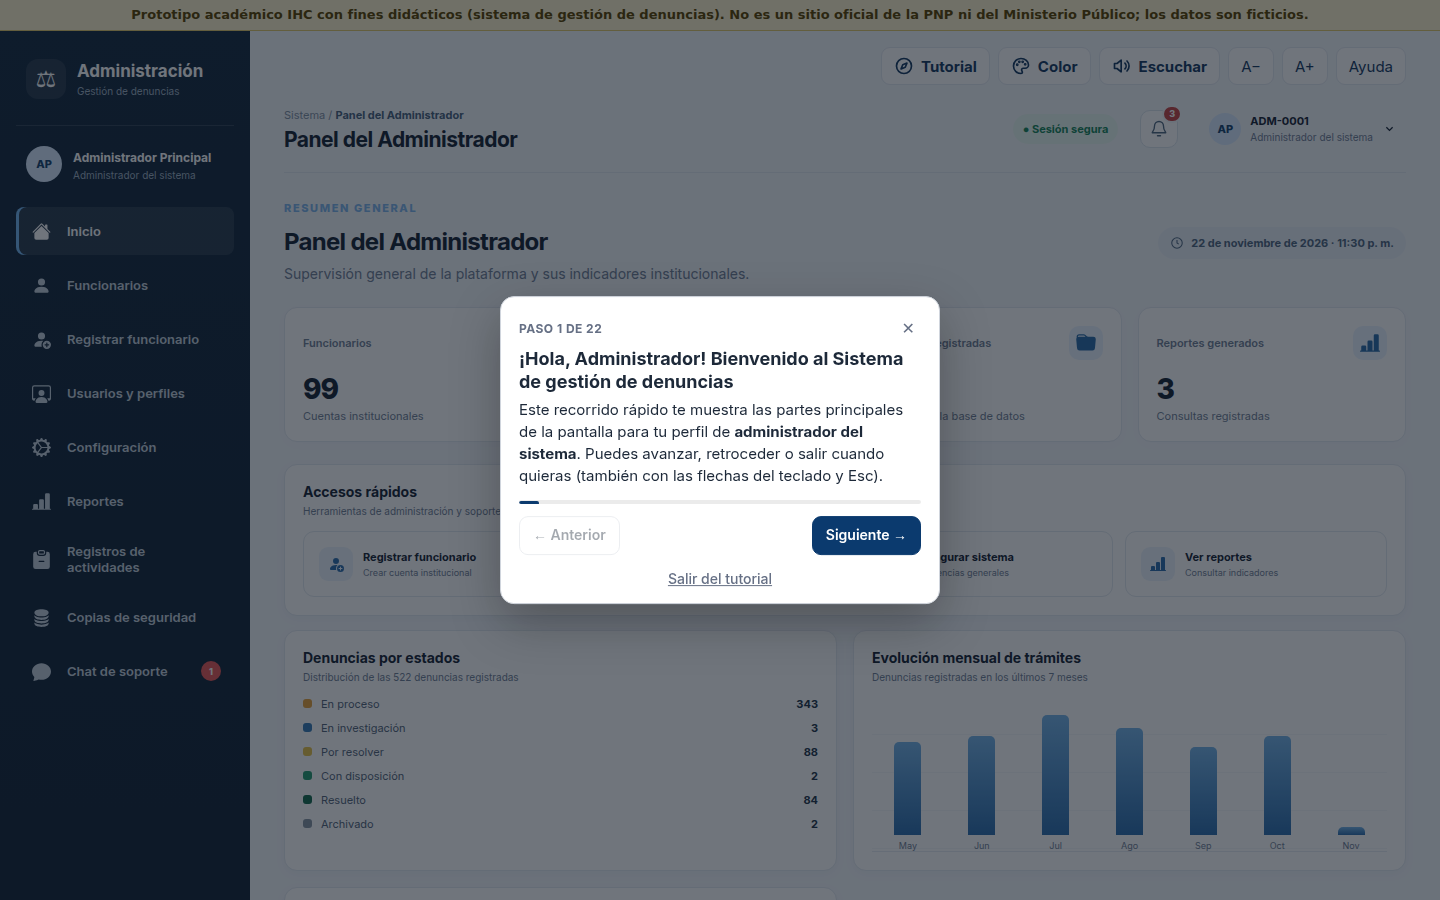 Prototipo académico IHC con fines didácticos (sistema de gestión de denuncias). No es un sitio oficial de la PNP ni del Ministerio Público; los datos son ficticios.
Administración
Gestión de denuncias
AP
Administrador Principal
Administrador del sistema
Inicio
Funcionarios
Registrar funcionario
Usuarios y perfiles
Configuración
Reportes
Registros de
actividades
Copias de seguridad
Chat de soporte
1
Tutorial
Color
Escuchar
A−
A+
Ayuda
Sistema / Panel del Administrador
Panel del Administrador
Sesión segura
3
AP
ADM-0001
Administrador del sistema
RESUMEN GENERAL
Panel del Administrador
22 de noviembre de 2026 · 11:30 p. m.
Supervisión general de la plataforma y sus indicadores institucionales.
Funcionarios
99
Cuentas institucionales
base de datos
Reportes generados
3
Consultas registradas
PASO 1 DE 22
×
¡Hola, Administrador! Bienvenido al Sistema
de gestión de denuncias
Este recorrido rápido te muestra las partes principales
de la pantalla para tu perfil de administrador del
sistema. Puedes avanzar, retroceder o salir cuando
quieras (también con las flechas del teclado y Esc).
← Anterior
Siguiente →
Salir del tutorial
Accesos rápidos
Herramientas de administración y soporte
Registrar funcionario
Crear cuenta institucional
sistema
generales
Ver reportes
Consultar indicadores
Denuncias por estados
Distribución de las 522 denuncias registradas
En proceso 343
En investigación 3
Por resolver 88
Con disposición 2
Resuelto 84
Archivado 2
Evolución mensual de trámites
Denuncias registradas en los últimos 7 meses
May Jun Jul Ago Sep Oct Nov